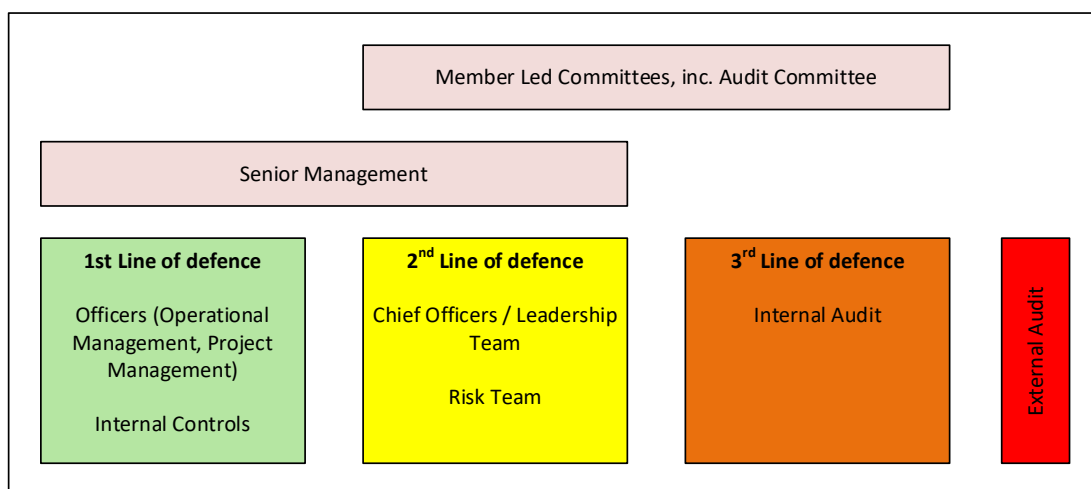 Member Led Committees, inc. Audit Committee
Senior Management
1st Line of defence
Officers (Operational
Management, Project
Management)
Internal Controls
2nd Line of defence
Chief Officers / Leadership
Team
Risk Team
3rd Line of defence
Internal Audit
External Audit